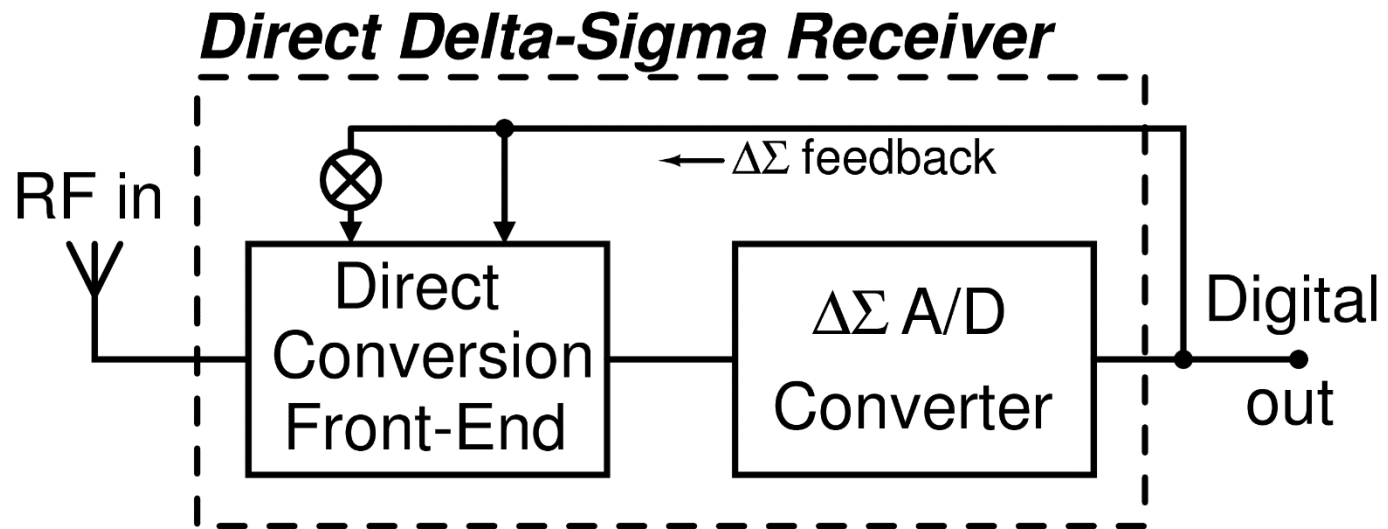 Direct Delta-Sigma Receiver
ΔΣ feedback
RF in
Direct
Conversion
Front-End
ΔΣ A/D
Converter
Digital
out